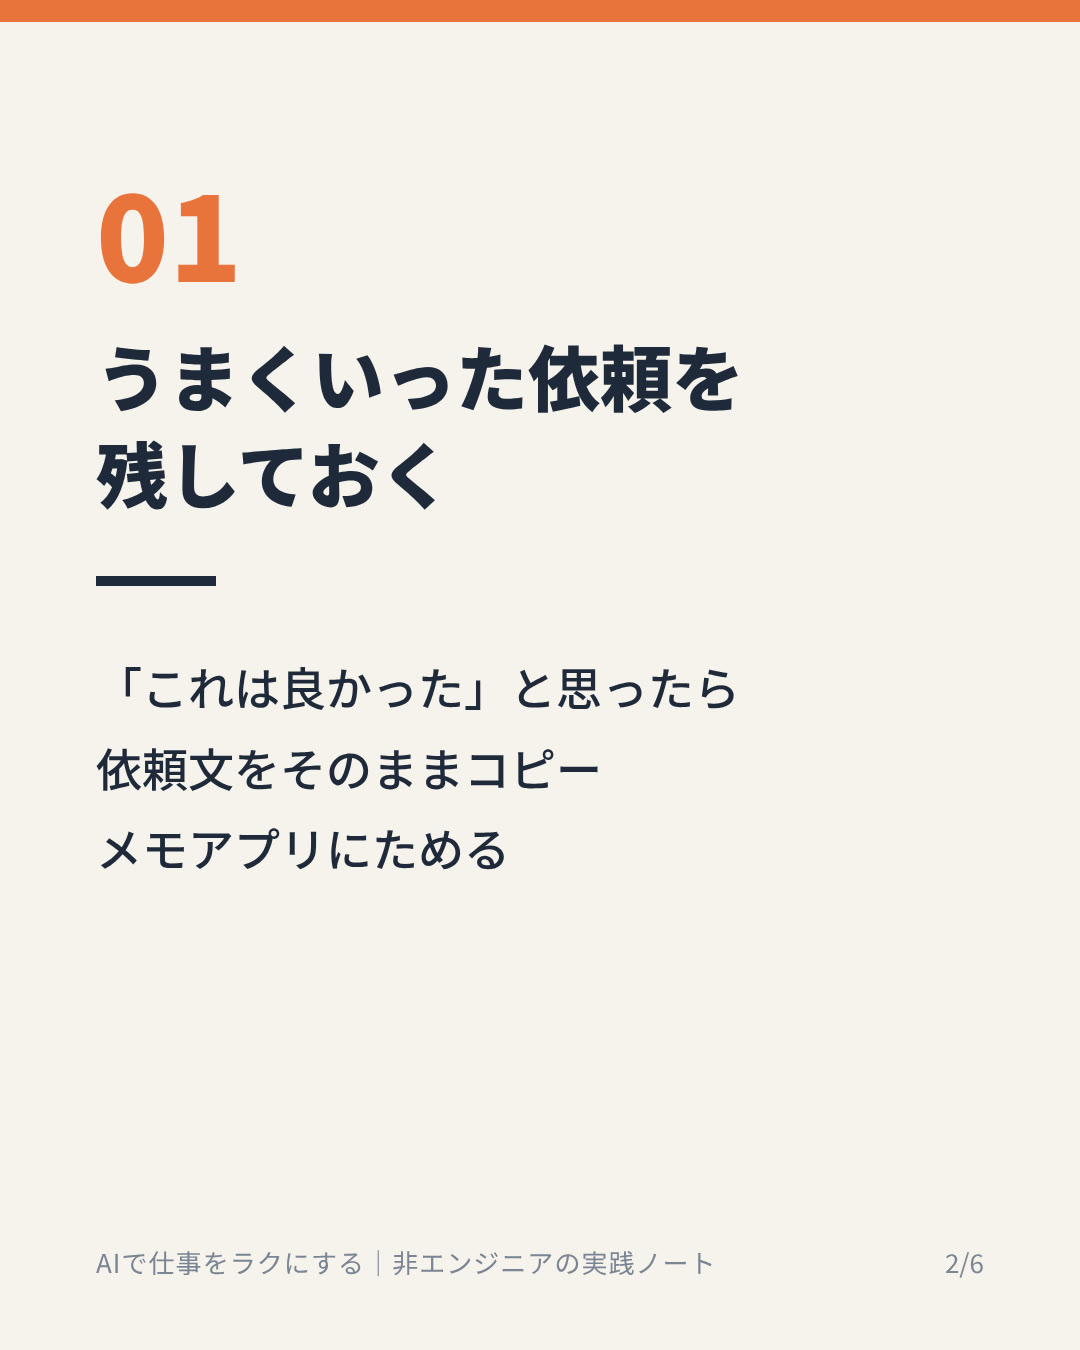 01
うまくいった依頼を
残しておく
「これは良かった」と思ったら
依頼文をそのままコピー
メモアプリにためる
AIで仕事をラクにする｜非エンジニアの実践ノート
2/6